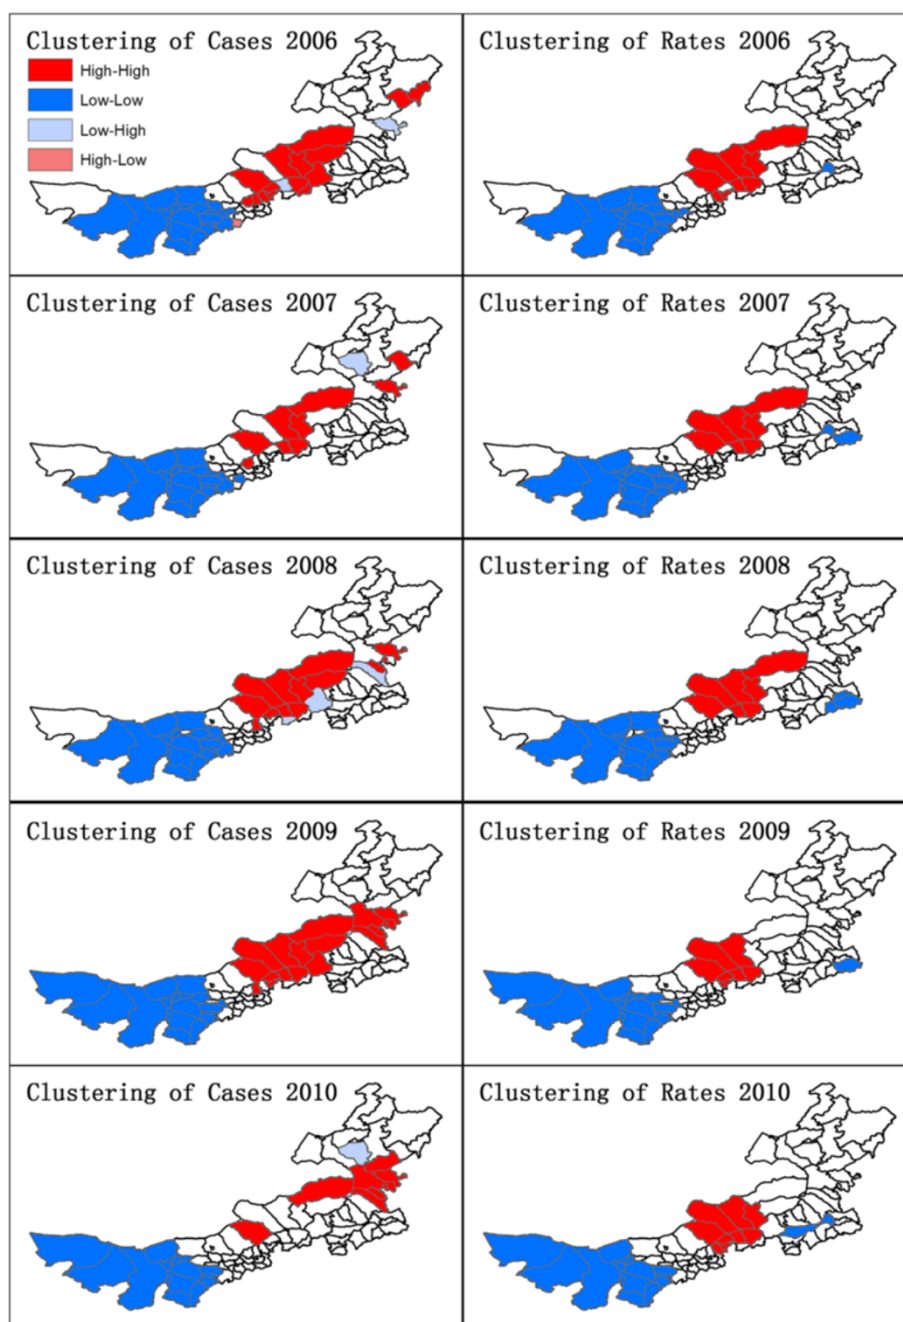 Clustering of Cases 2006
High-High
Low-Low
Low-High
High-Low
Clustering of Rates 2006
Clustering of Cases 2007
Clustering of Rates 2007
Clustering of Cases 2008
Clustering of Rates 2008
Clustering of Cases 2009
Clustering of Rates 2009
Clustering of Cases 2010
Clustering of Rates 2010